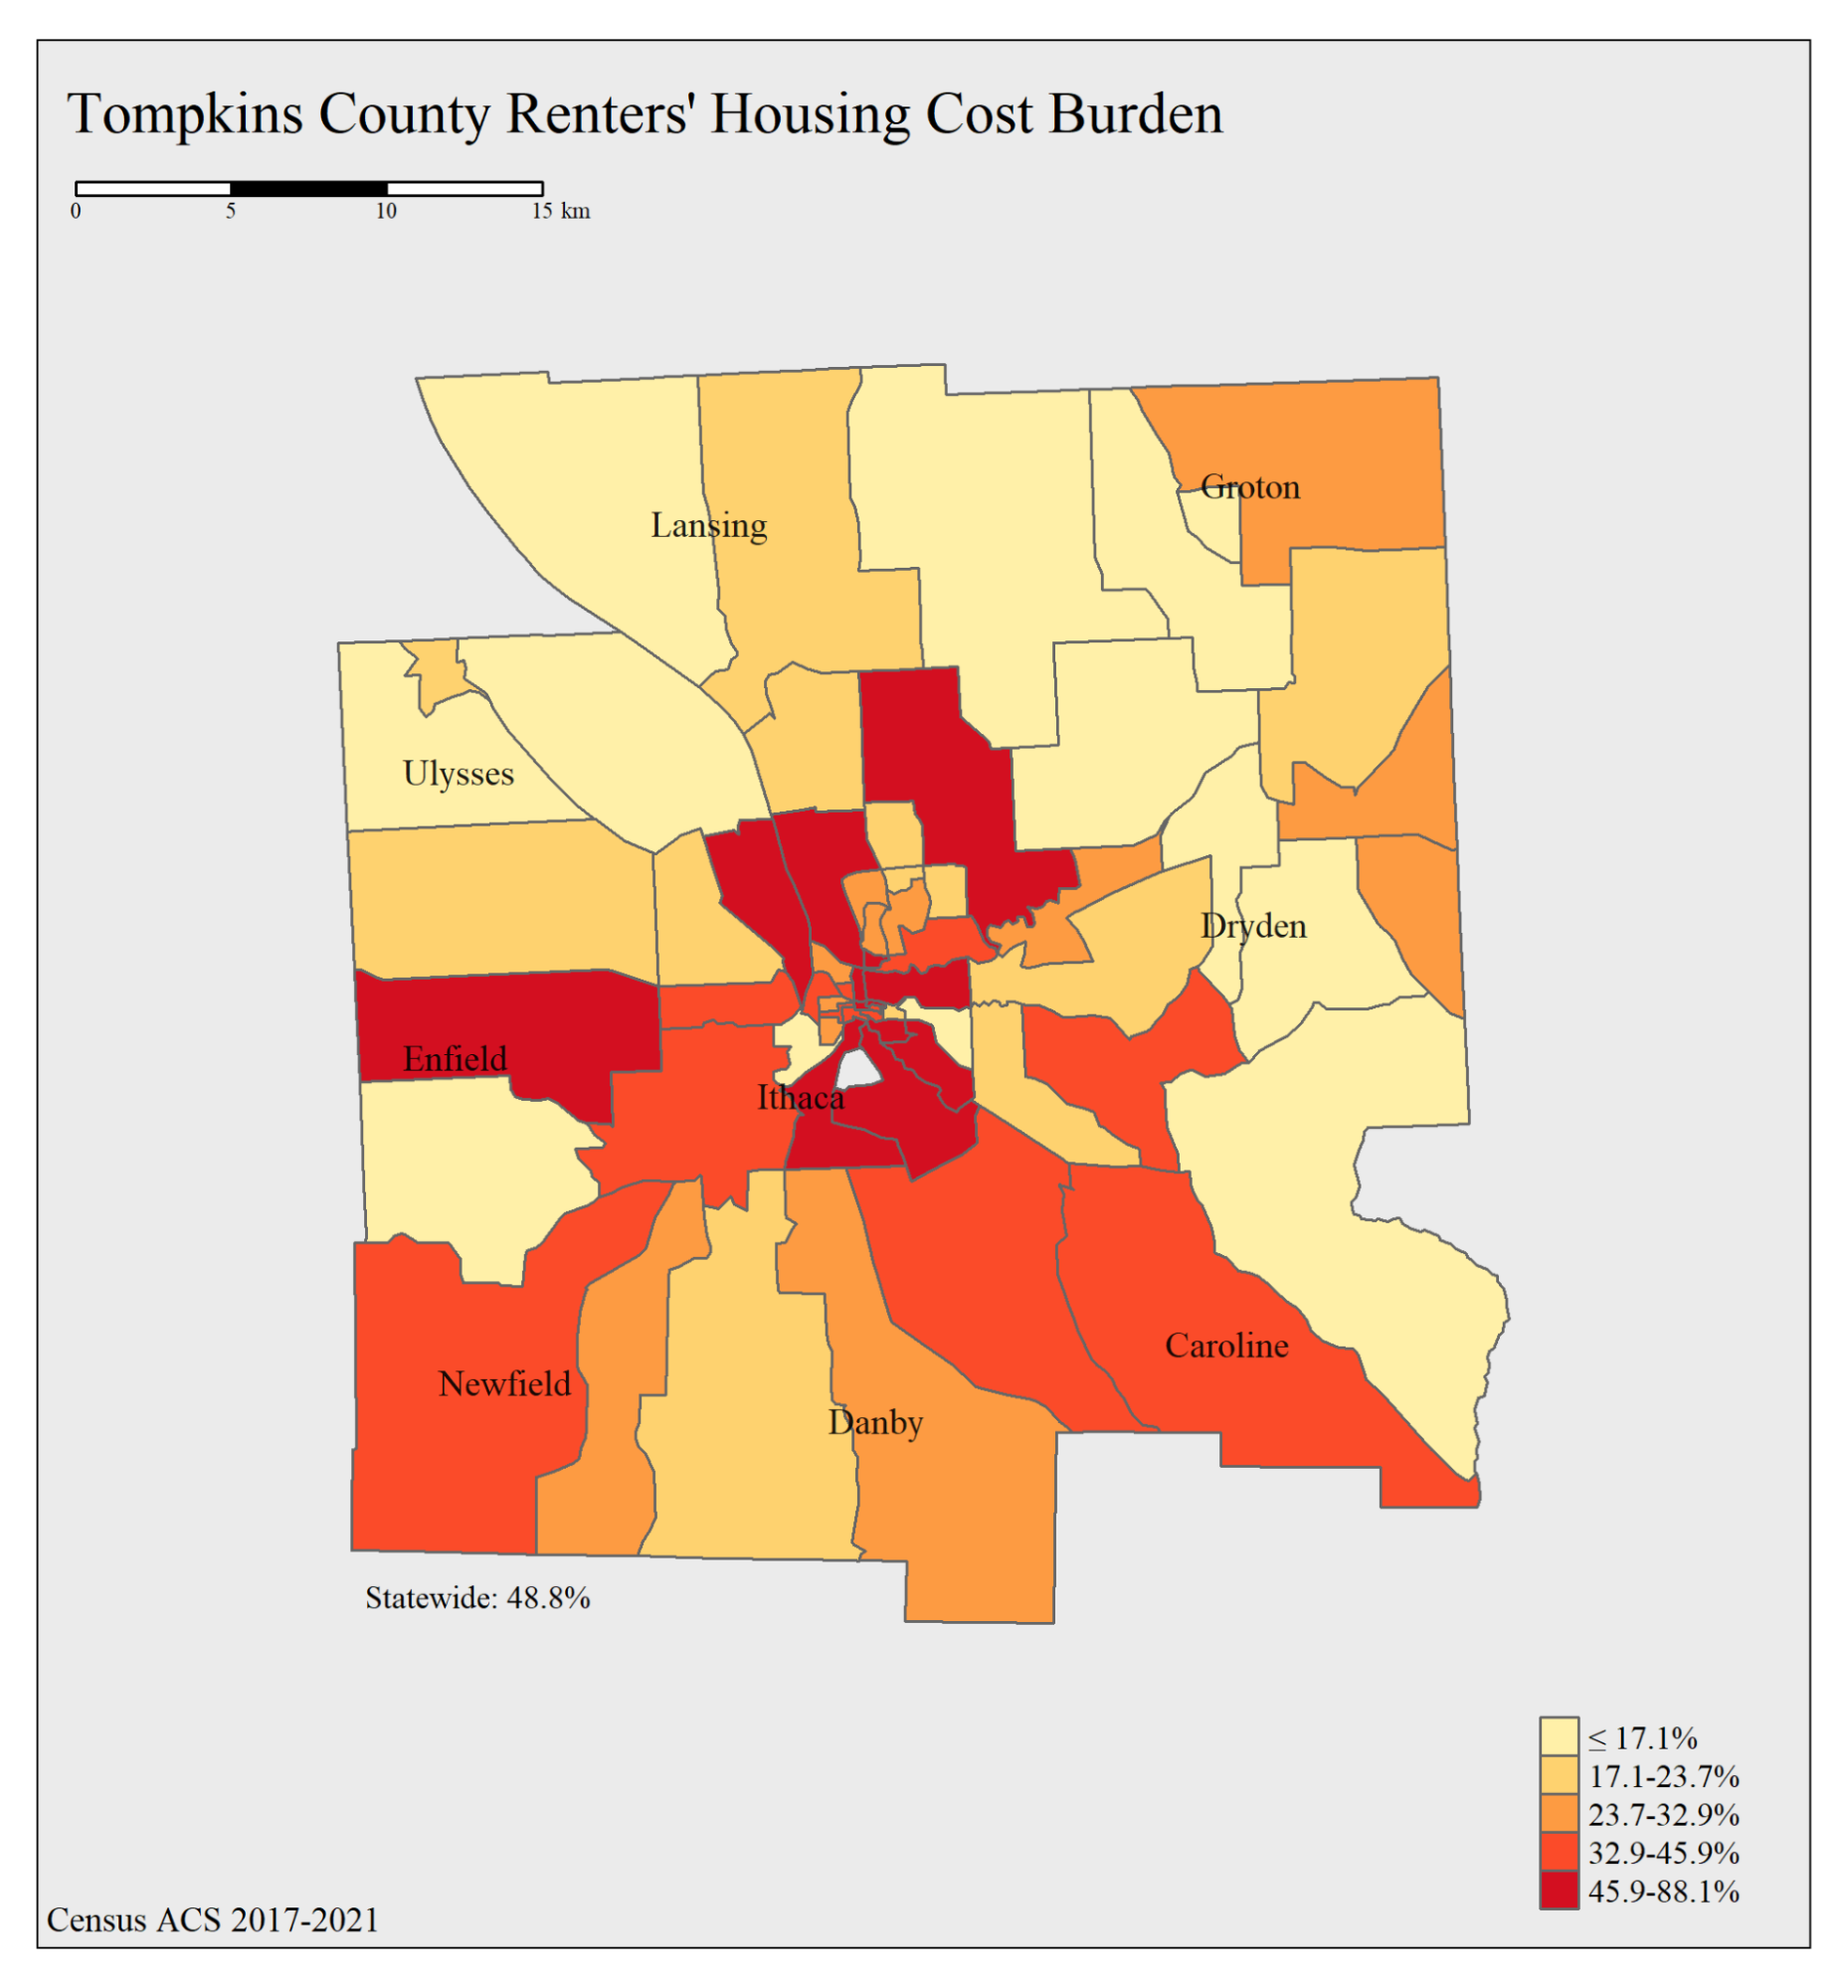 Tompkins County Renters' Housing Cost Burden
0 5 10 15 km
Groton
Lansing
Ulysses
Dryden
Enfield
Ithaca
Caroline
Newfield
Danby
Statewide: 48.8%
≤ 17.1%
17.1-23.7%
23.7-32.9%
32.9-45.9%
45.9-88.1%
Census ACS 2017-2021